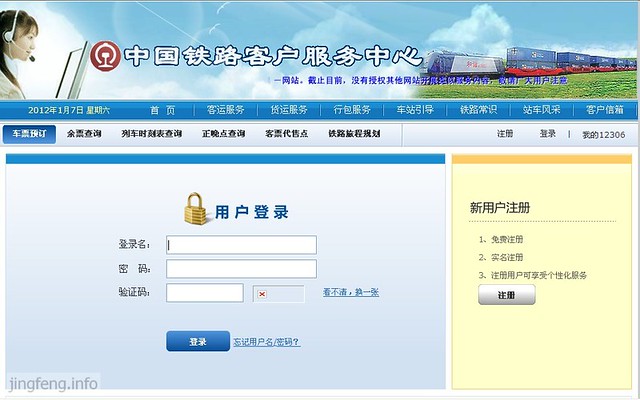 中国铁路客户服务中心
一网站。截止目前，没有授权其他网站开展类似服务内容，敬请广大用户注意
2012年1月7日 星期六 首 页 客运服务 货运服务 行包服务 车站引导 铁路常识 站车风采 客户信箱
车票预订 余票查询 列车时刻表查询 正晚点查询 客票代售点 铁路旅程规划 注册 登录 | 我的12306
用户登录
登录名:
密 码:
验证码: 看不清，换一张
登录 忘记用户名/密码?
新用户注册
1、免费注册
2、实名注册
3、注册用户可享受个性化服务
注册
jingfeng.info